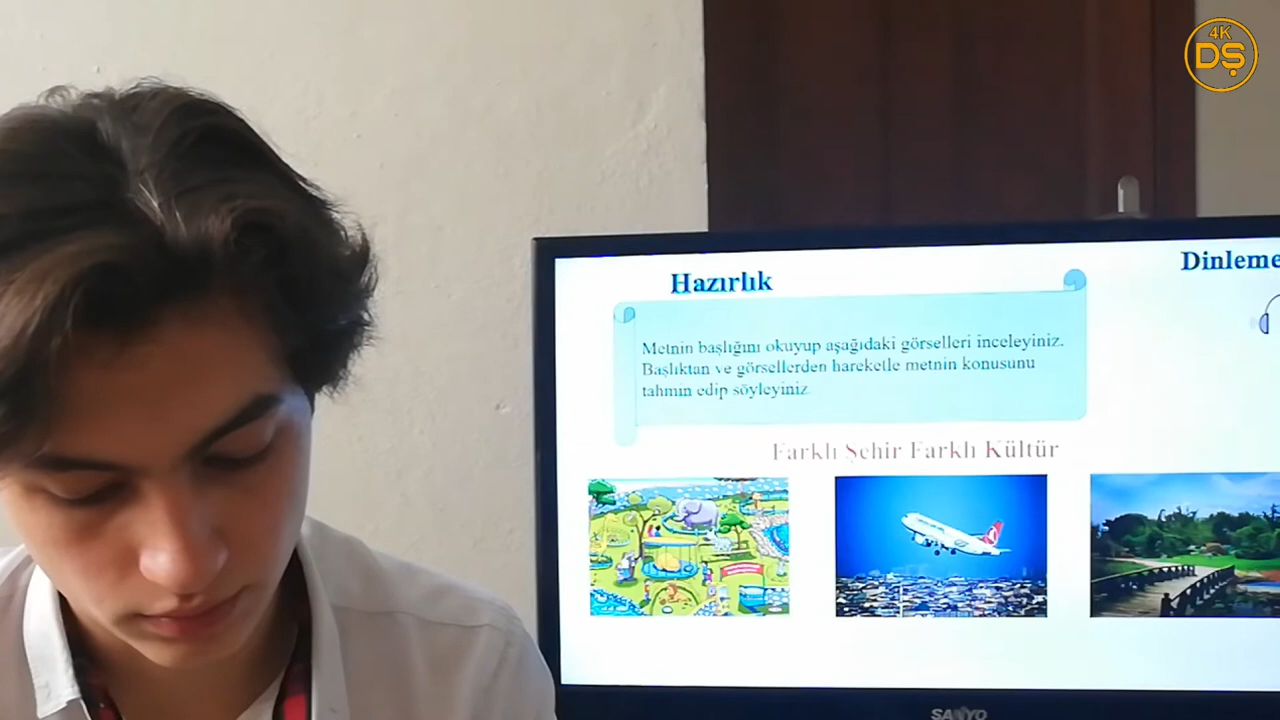 4K
DŞ
Hazırlık
Dinleme
Metnin başlığını okuyup aşağıdaki görselleri inceleyiniz.
Başlıktan ve görsellerden hareketle metnin konusunu
tahmin edip söyleyiniz
Farklı Şehir Farklı Kültür
SANYO